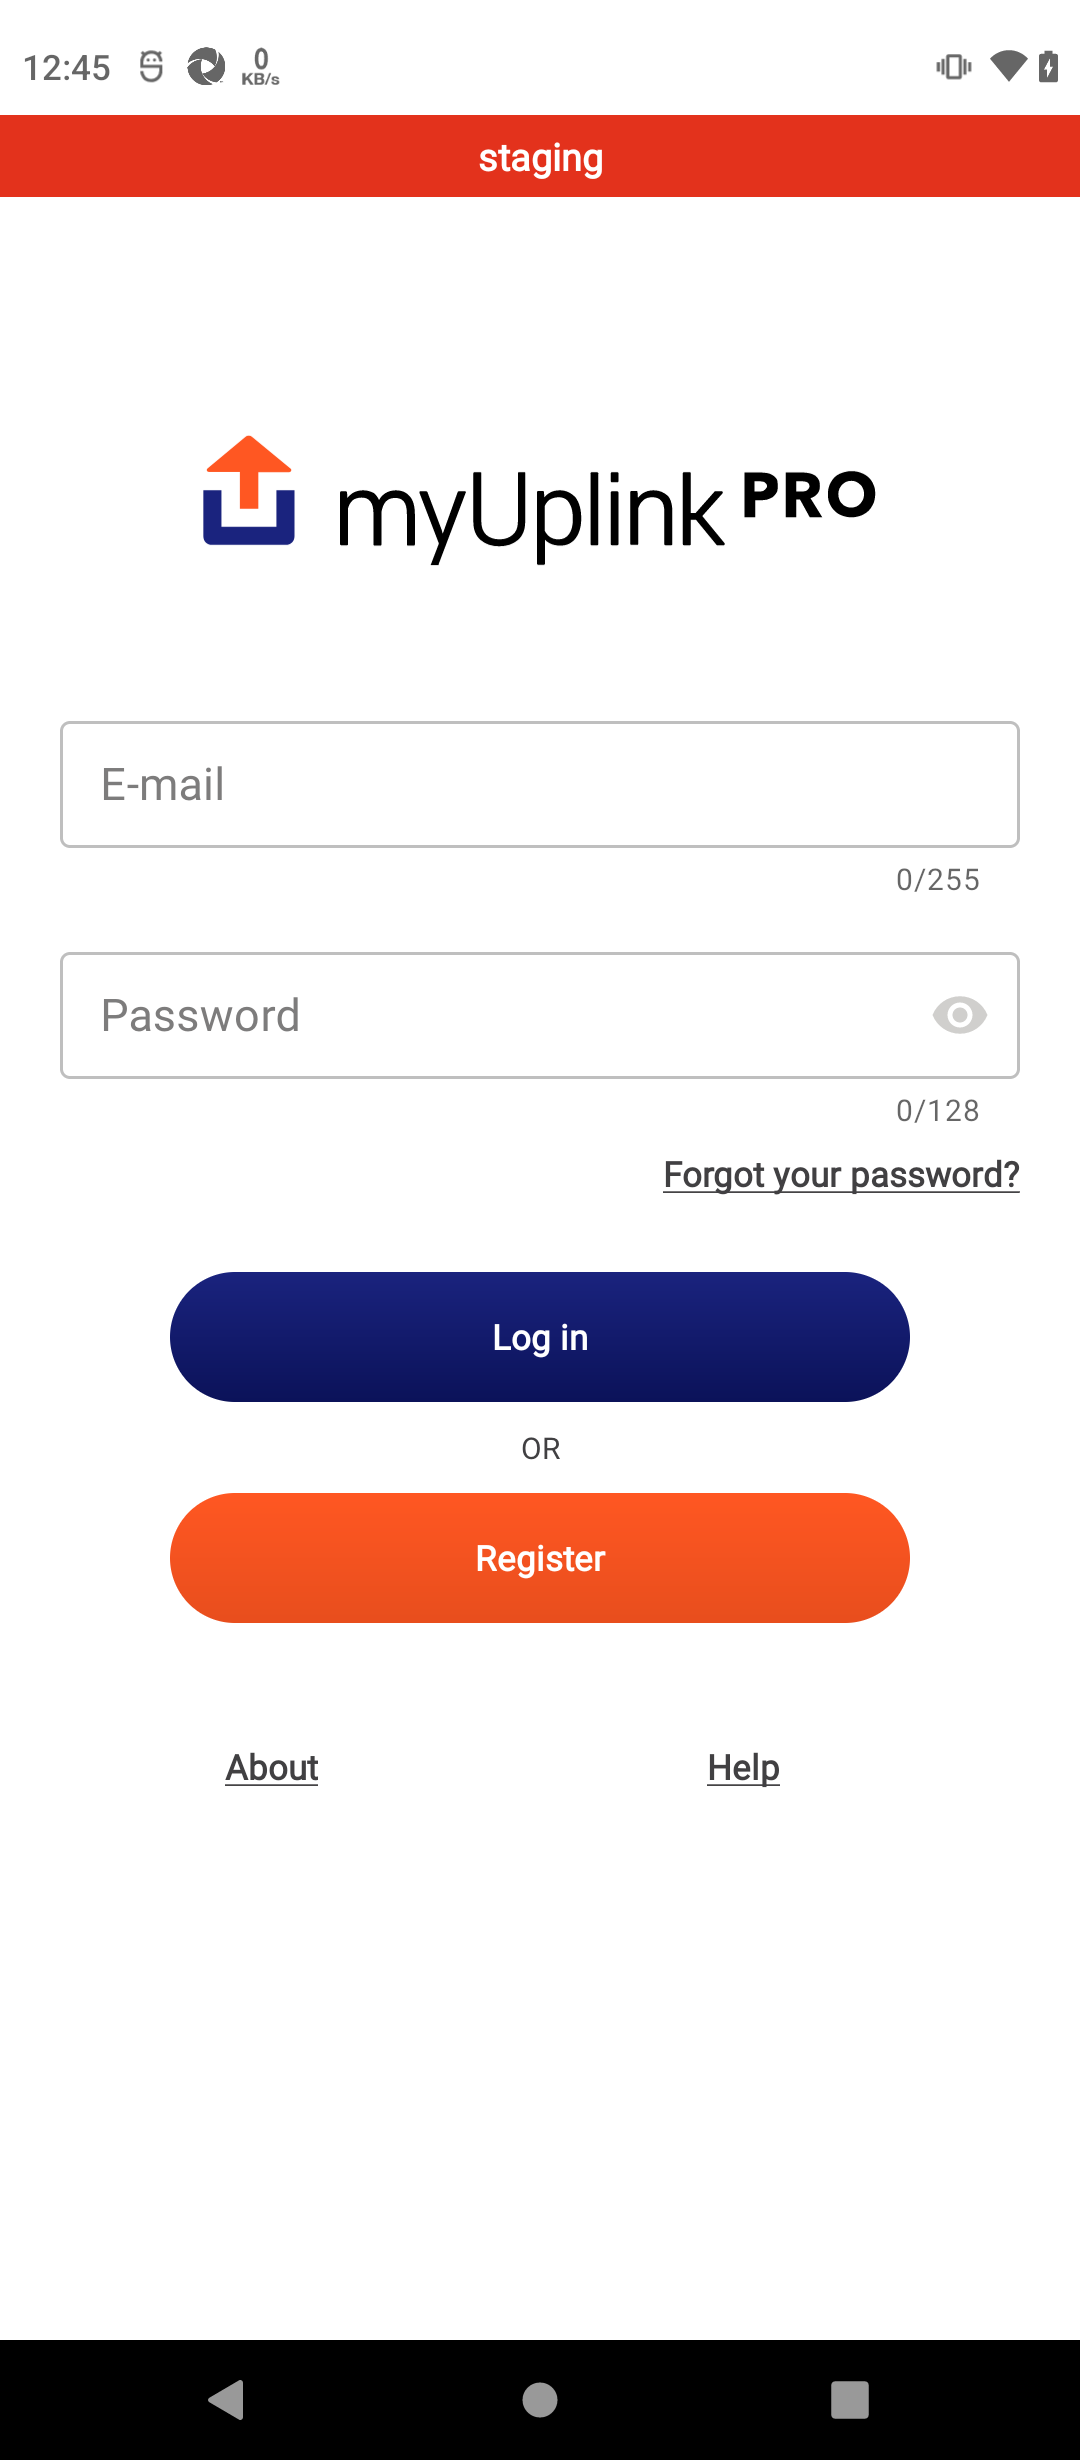 12:45 0 KB/s
staging
myUplink PRO
E-mail
0/255
Password
0/128
Forgot your password?
Log in
OR
Register
About Help